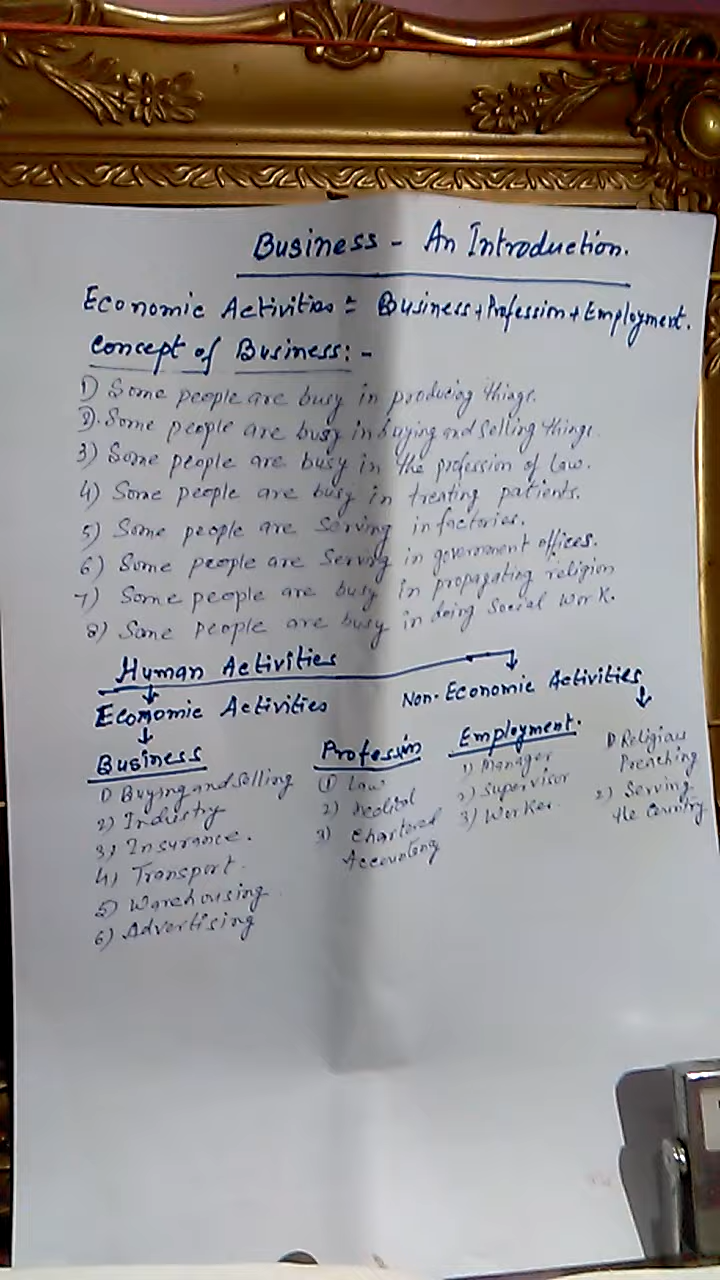 Business - An Introduction.
Economic Activities = Business + Profession + Employment.
Concept of Business: -
1) Some people are busy in producing things.
2). Some people are busy in buying and selling things.
3) Some people are busy in the profession of Law.
4) Some people are busy in treating patients.
5) Some people are Serving in factories.
6) Some people are Serving in government offices.
7) Some people are busy in propagating religion
8) Some people are busy in doing Social work.
Human Activities
Economic Activities
Non-Economic Activities
Business
1) Buying and selling
2) Industry
3) Insurance.
4) Transport.
5) Warehousing
6) Advertising
Profession
1) Law
2) Medical
3) Chartered
Accounting
Employment.
1) Manager
2) Supervisor
3) Worker.
1) Religious
Preaching
2) Serving
the Country